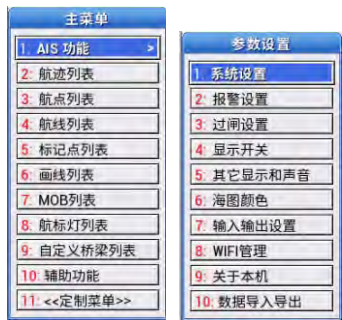 主菜单
1. AIS 功能 >
2: 航迹列表
3: 航点列表
4: 航线列表
5: 标记点列表
6: 画线列表
7: MOB列表
8: 航标灯列表
9: 自定义桥梁列表
10: 辅助功能
11: <<定制菜单>>
参数设置
1. 系统设置
2: 报警设置
3: 过闸设置
4: 显示开关
5: 其它显示和声音
6: 海图颜色
7: 输入输出设置
8: WIFI管理
9: 关于本机
10: 数据导入导出